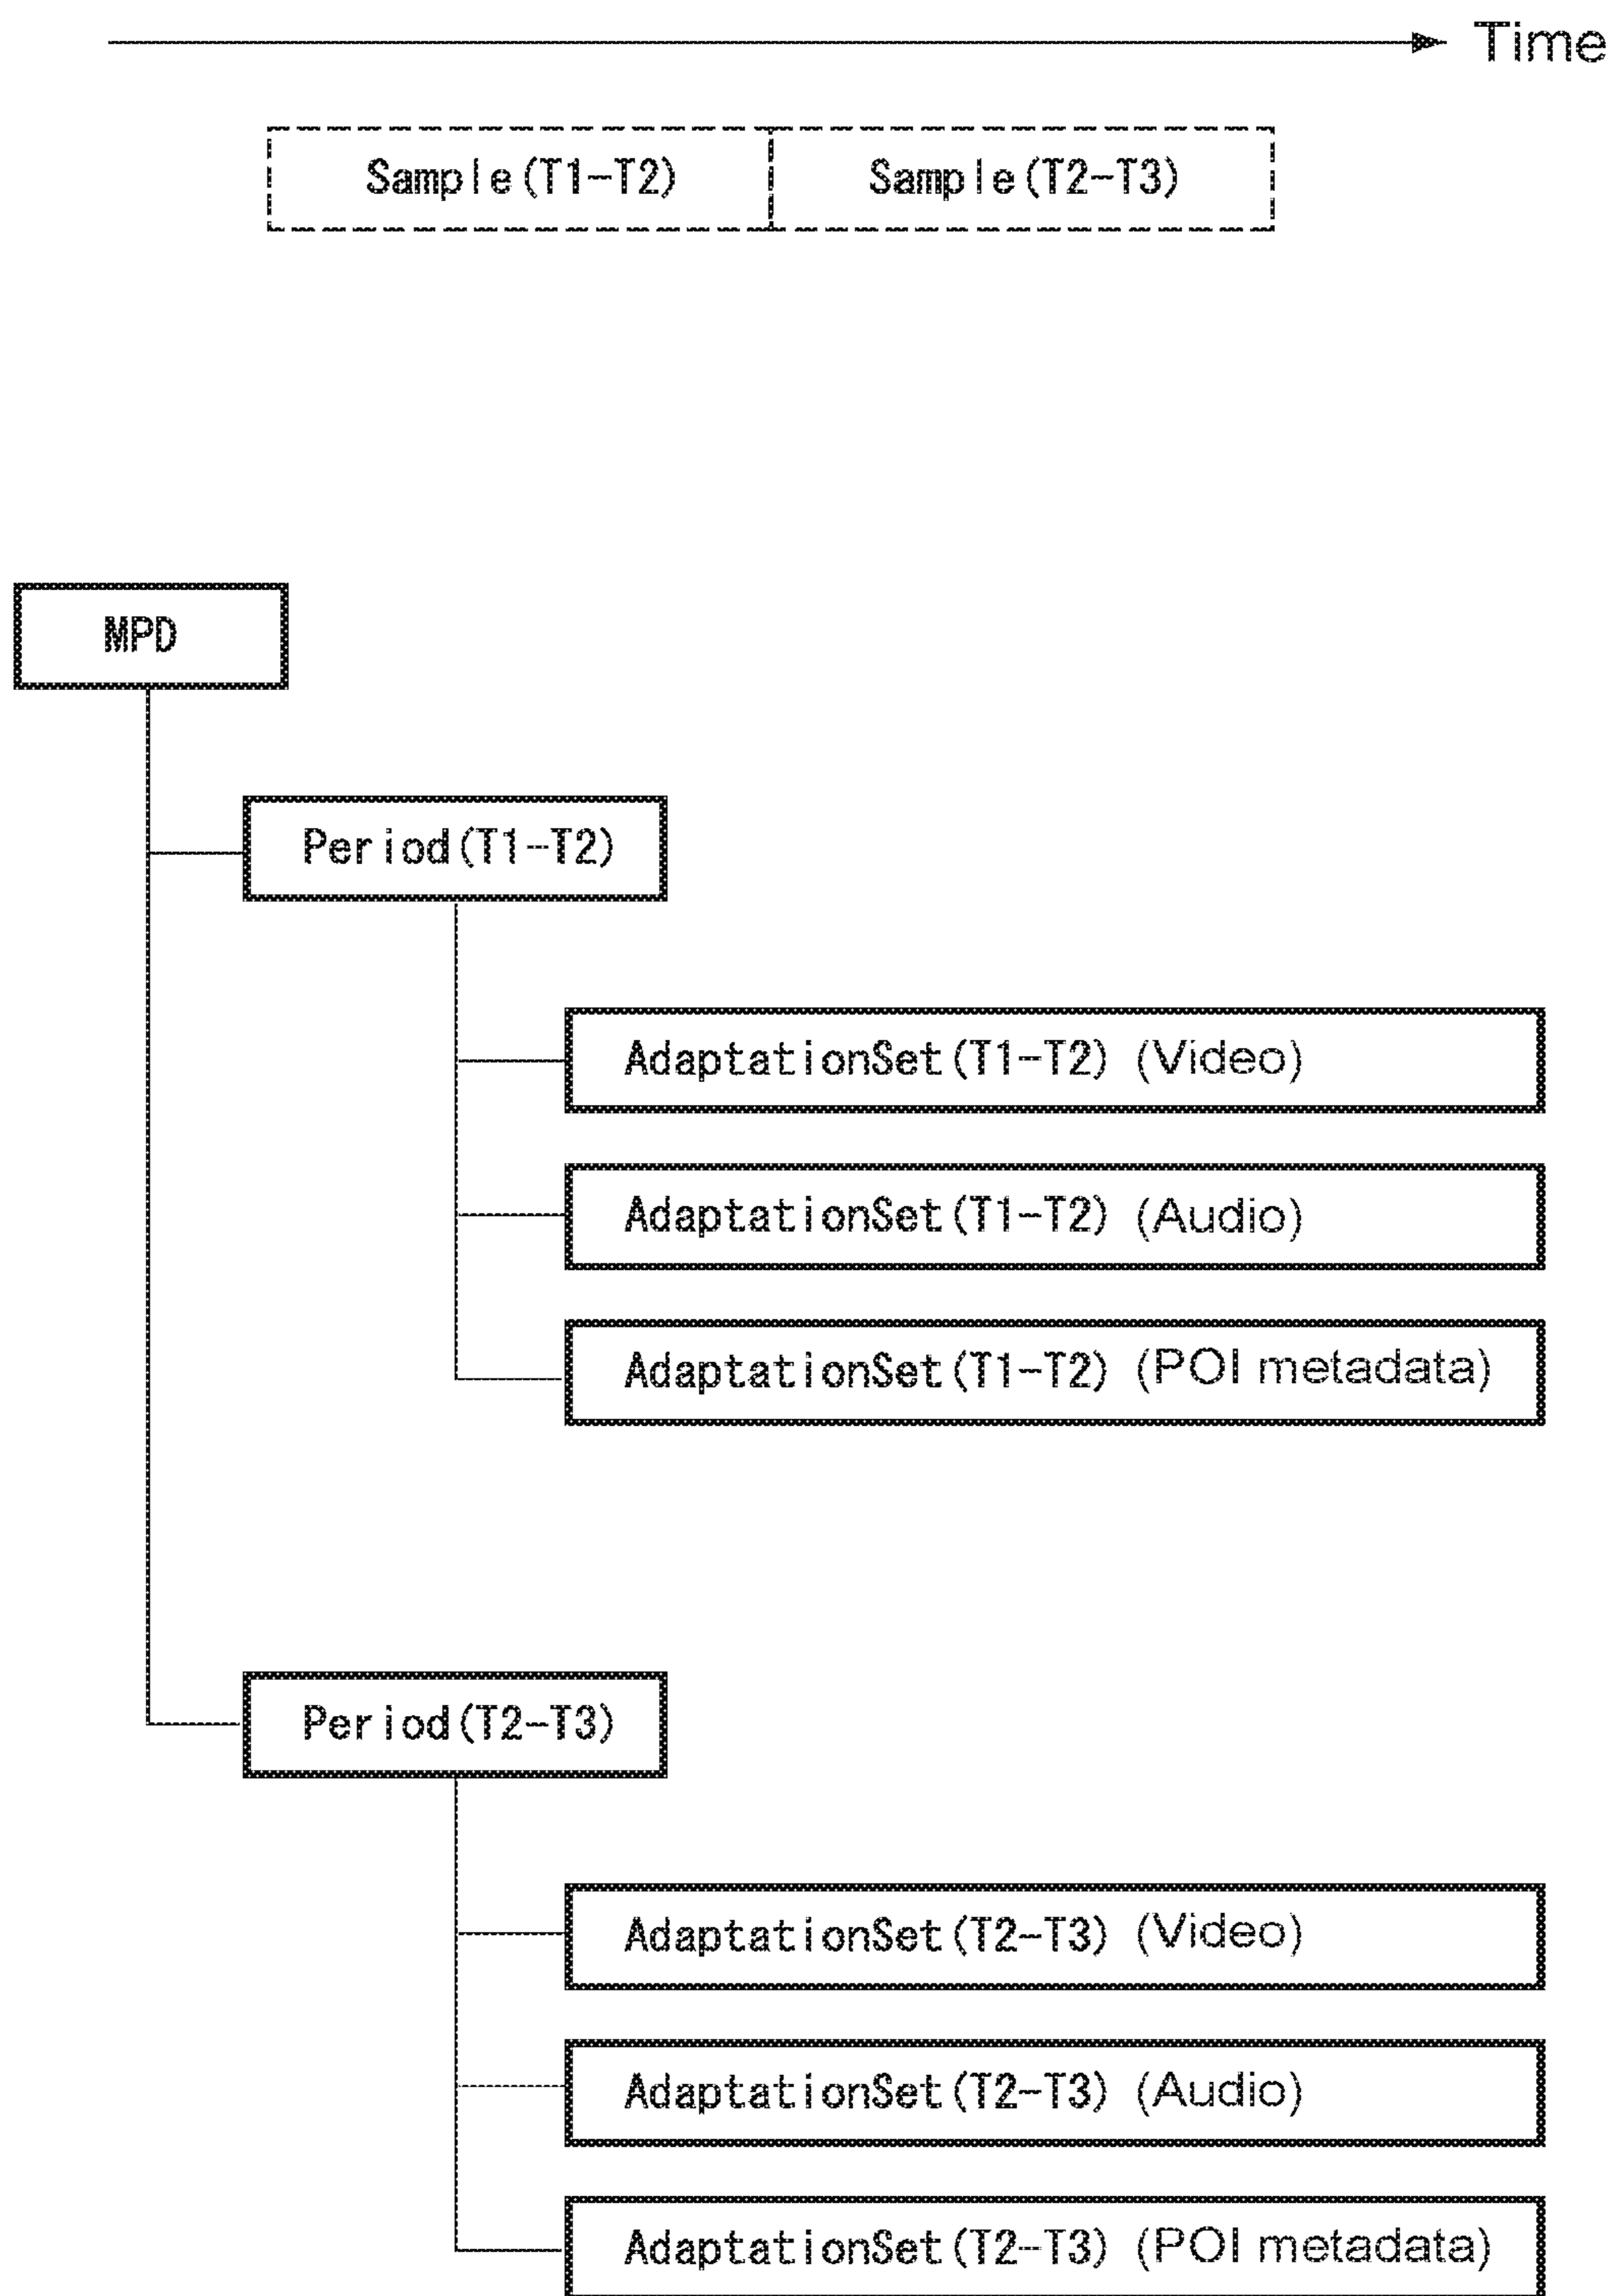 Time
Sample(T1-T2) Sample(T2-T3)
MPD
Period(T1-T2)
AdaptationSet(T1-T2) (Video)
AdaptationSet(T1-T2) (Audio)
AdaptationSet(T1-T2) (POI metadata)
Period(T2-T3)
AdaptationSet(T2-T3) (Video)
AdaptationSet(T2-T3) (Audio)
AdaptationSet(T2-T3) (POI metadata)